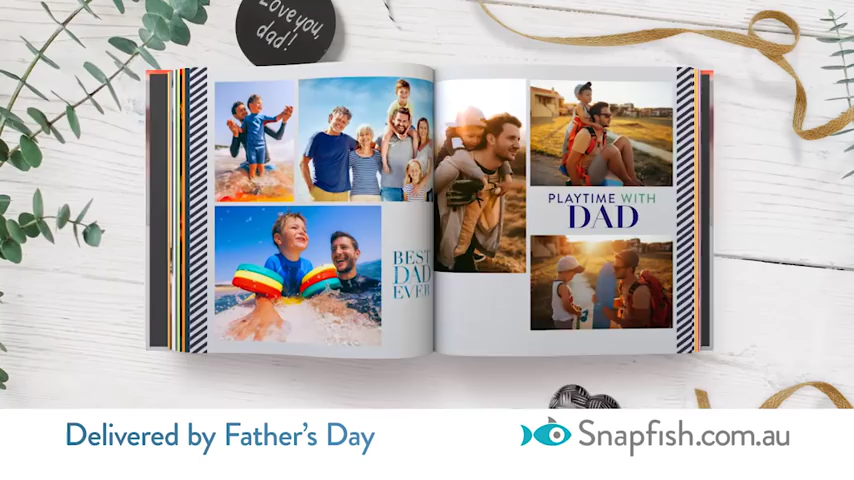 Love you,
dad!
BEST
DAD
EVER
PLAYTIME WITH
DAD
Delivered by Father's Day
Snapfish.com.au